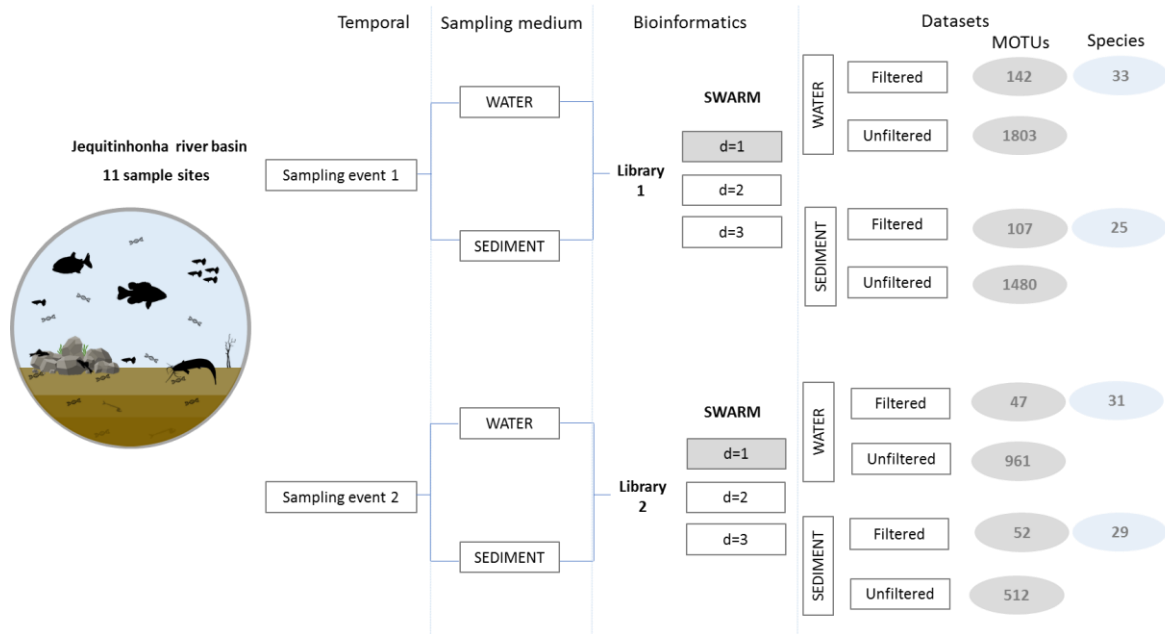 Temporal
Sampling medium
Bioinformatics
Datasets
MOTUs
Species
Jequitinhonha river basin
11 sample sites
Sampling event 1
WATER
SEDIMENT
Library
1
SWARM
d=1
d=2
d=3
WATER
Filtered
142
33
Unfiltered
1803
SEDIMENT
Filtered
107
25
Unfiltered
1480
Sampling event 2
WATER
SEDIMENT
Library
2
SWARM
d=1
d=2
d=3
WATER
Filtered
47
31
Unfiltered
961
SEDIMENT
Filtered
52
29
Unfiltered
512